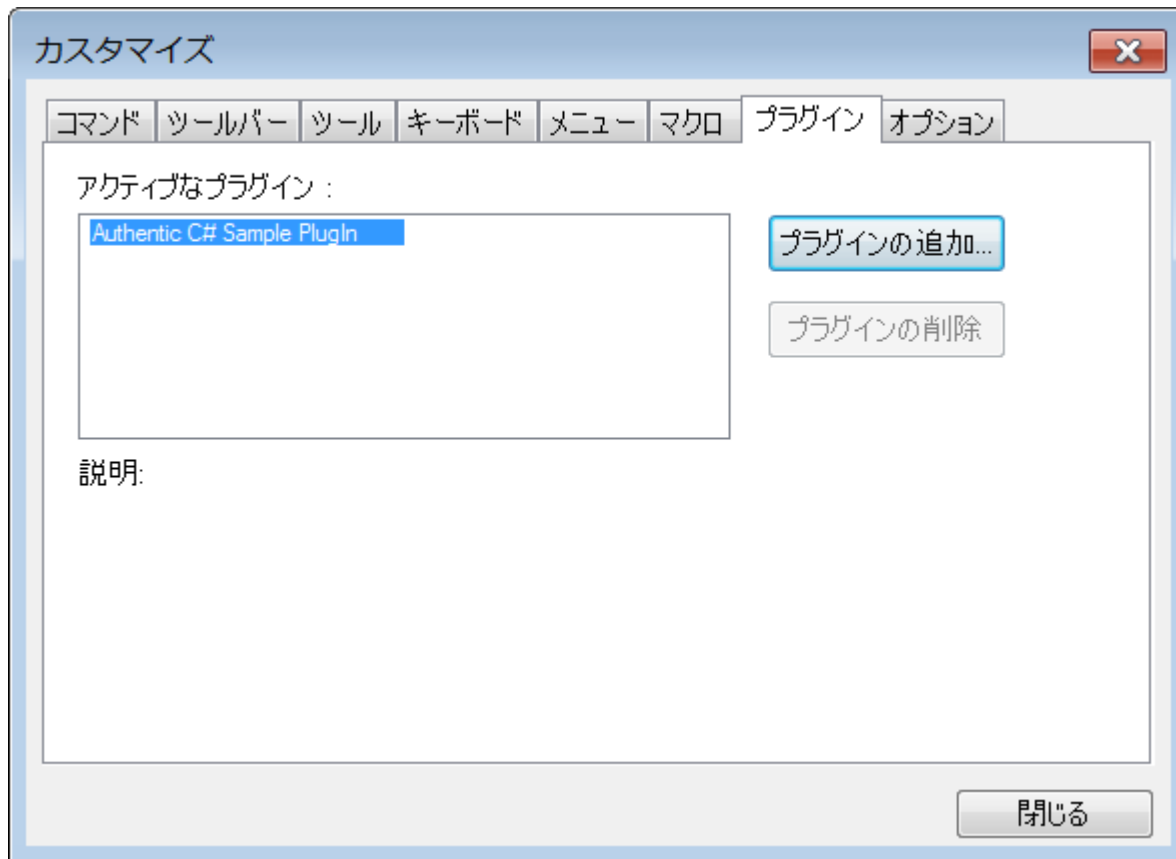 カスタマイズ
コマンド ツールバー ツール キーボード メニュー マクロ プラグイン オプション
アクティブなプラグイン :
Authentic C# Sample PlugIn
プラグインの追加...
プラグインの削除
説明:
閉じる